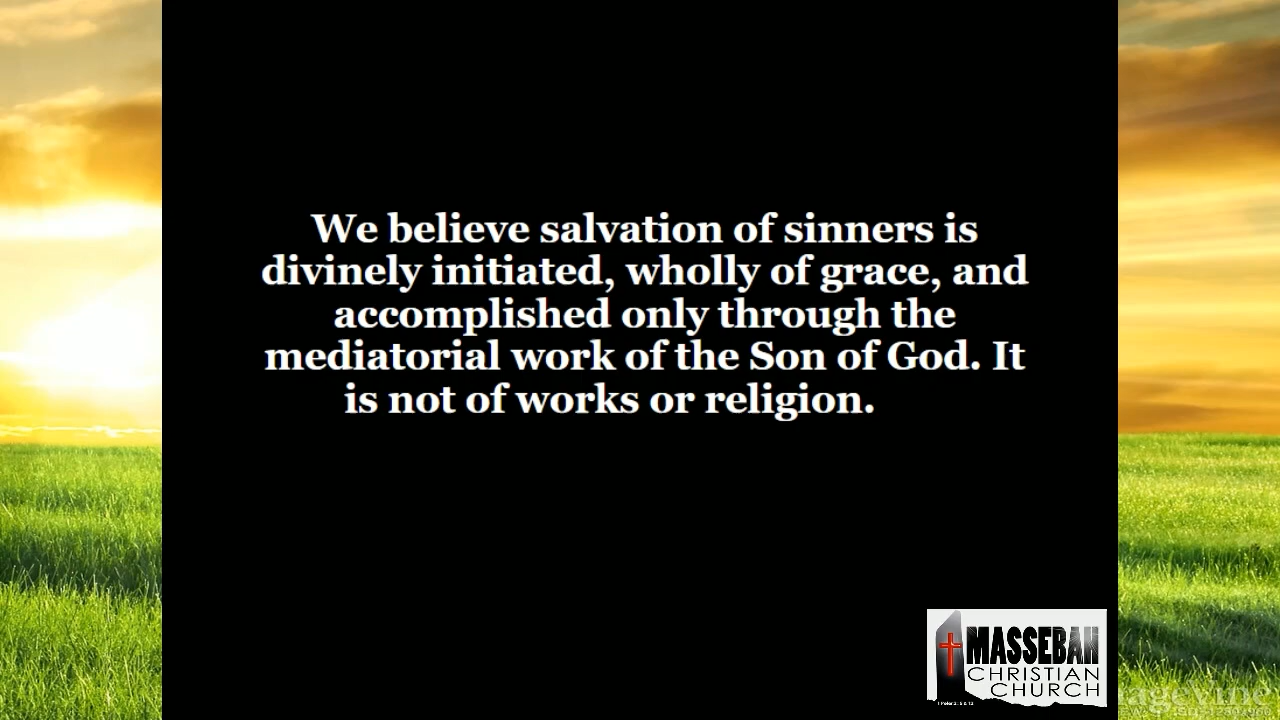 We believe salvation of sinners is
divinely initiated, wholly of grace, and
accomplished only through the
mediatorial work of the Son of God. It
is not of works or religion.
MASSEBAH
CHRISTIAN
CHURCH
agevine